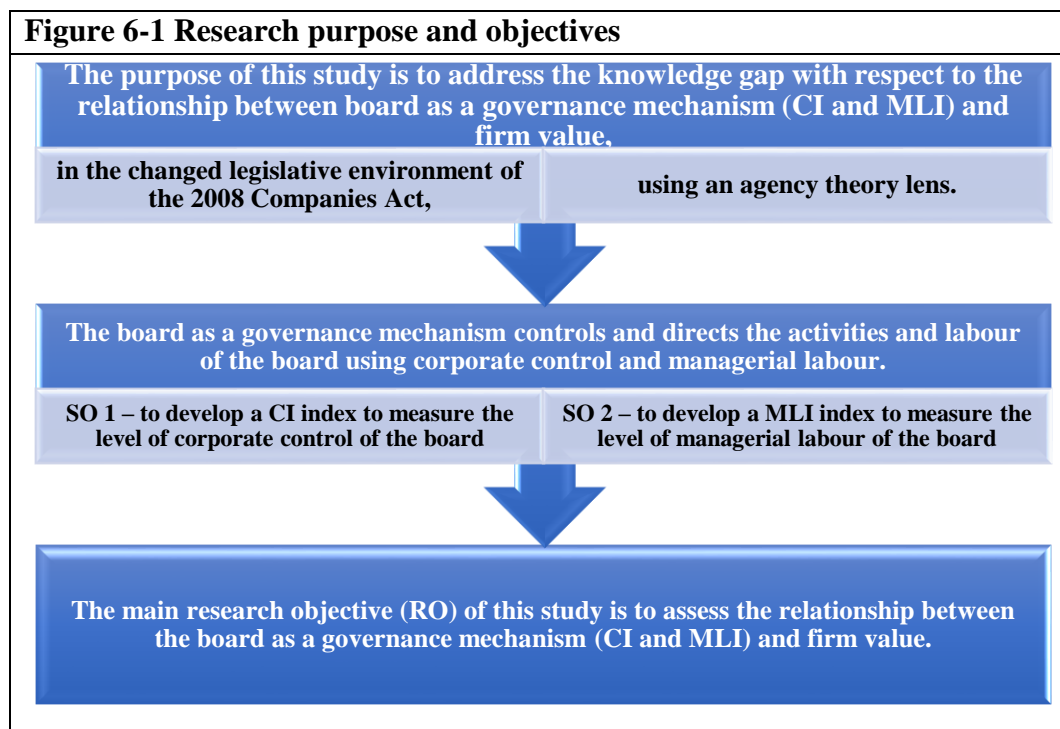 Figure 6-1 Research purpose and objectives
The purpose of this study is to address the knowledge gap with respect to the
relationship between board as a governance mechanism (CI and MLI) and
firm value,
in the changed legislative environment of
the 2008 Companies Act,
using an agency theory lens.
The board as a governance mechanism controls and directs the activities and labour
of the board using corporate control and managerial labour.
SO 1 – to develop a CI index to measure the
level of corporate control of the board
SO 2 – to develop a MLI index to measure the
level of managerial labour of the board
The main research objective (RO) of this study is to assess the relationship between
the board as a governance mechanism (CI and MLI) and firm value.